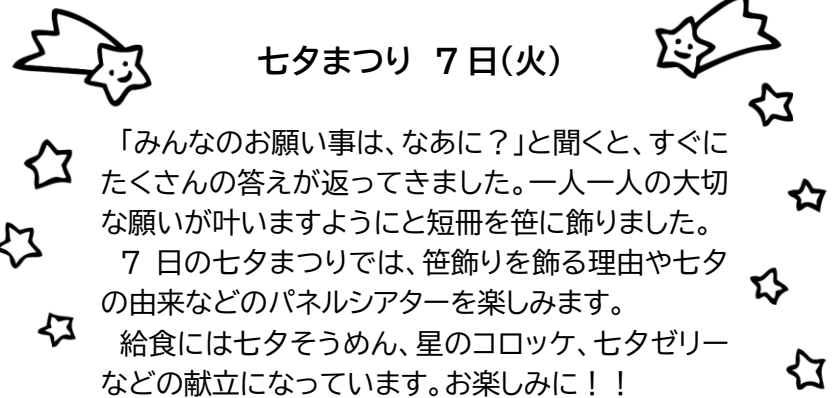 七夕まつり 7日(火)
「みんなのお願い事は、なあに？」と聞くと、すぐに
たくさんの答えが返ってきました。一人一人の大切
な願いが叶いますようにと短冊を笹に飾りました。
7 日の七夕まつりでは、笹飾りを飾る理由や七夕
の由来などのパネルシアターを楽しみます。
給食には七夕そうめん、星のコロッケ、七夕ゼリー
などの献立になっています。お楽しみに！！